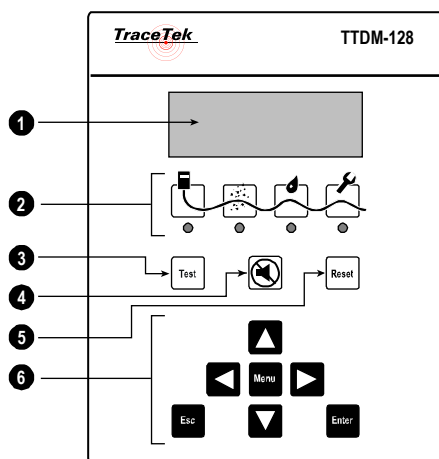 TraceTek TTDM-128
1
2
3
Test
Reset
4
5
6
Menu
Esc
Enter